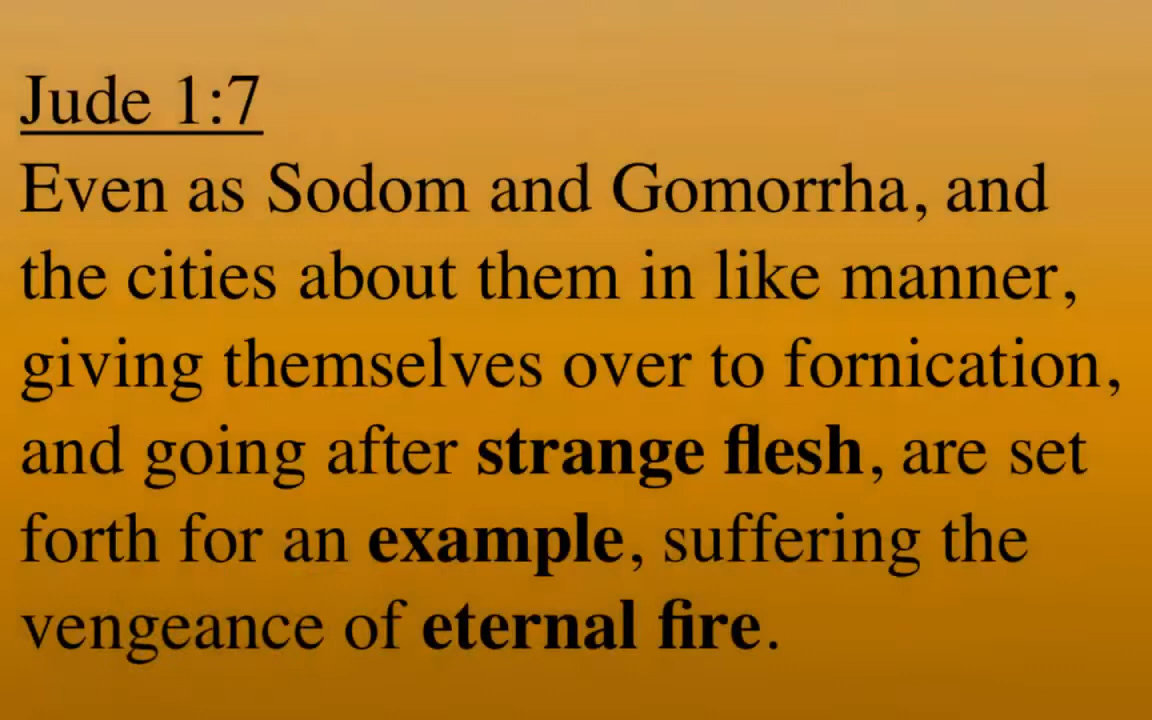 Jude 1:7
Even as Sodom and Gomorrha, and
the cities about them in like manner,
giving themselves over to fornication,
and going after strange flesh, are set
forth for an example, suffering the
vengeance of eternal fire.